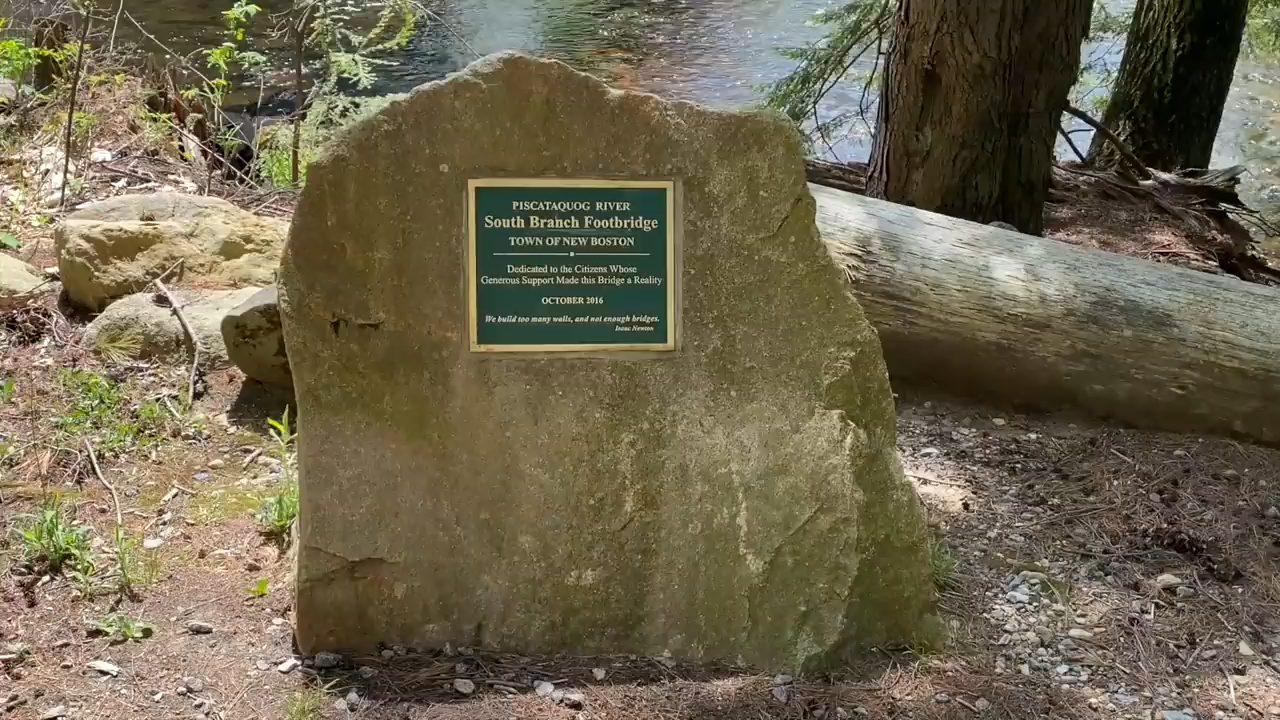 PISCATAQUOG RIVER
South Branch Footbridge
TOWN OF NEW BOSTON
Dedicated to the Citizens Whose
Generous Support Made this Bridge a Reality
OCTOBER 2016
We build too many walls, and not enough bridges.
Isaac Newton